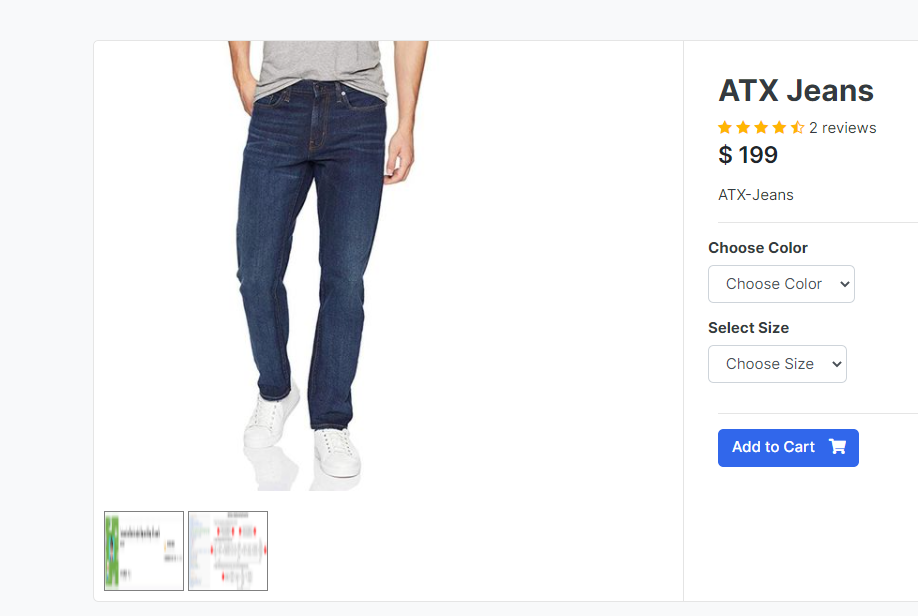 ATX Jeans
2 reviews
$ 199
ATX-Jeans
Choose Color
Choose Color
Select Size
Choose Size
Add to Cart